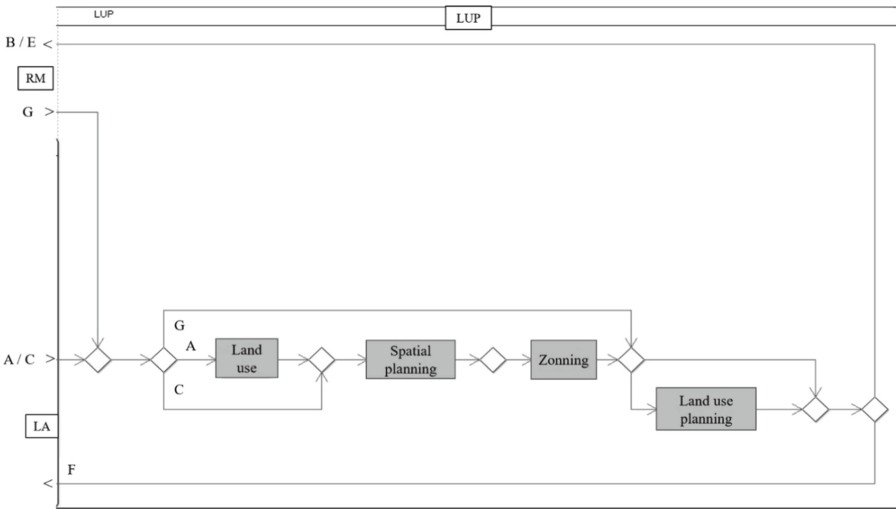 LUP
LUP
B / E
RM
G
G
A
Land
use
Spatial
planning
Zonning
A / C
C
Land use
planning
LA
F